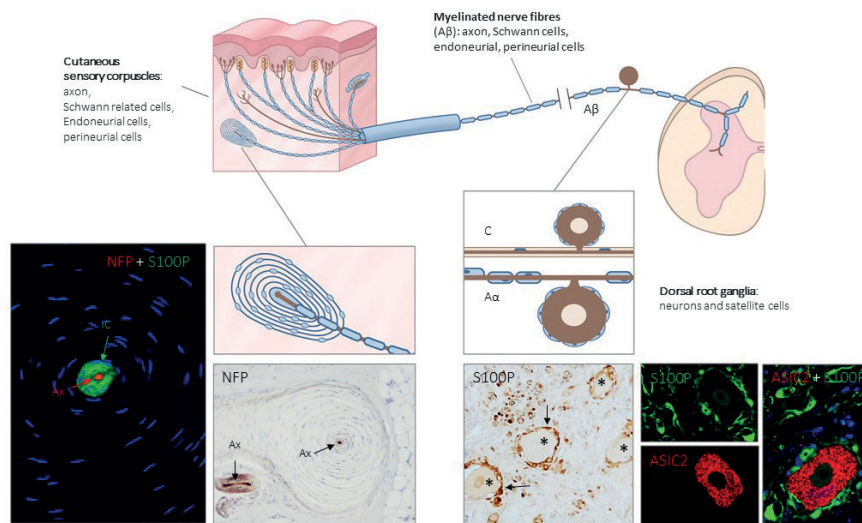 Myelinated nerve fibres
(Aβ): axon, Schwann cells,
endoneurial, perineurial cells
Cutaneous
sensory corpuscles:
axon,
Schwann related cells,
Endoneurial cells,
perineurial cells
Aβ
C
Aα
Dorsal root ganglia:
neurons and satellite cells
NFP + S100P
IC
Ax
NFP
Ax
Ax
S100P
*
*
*
*
S100P
ASIC2
ASIC2 + S100P